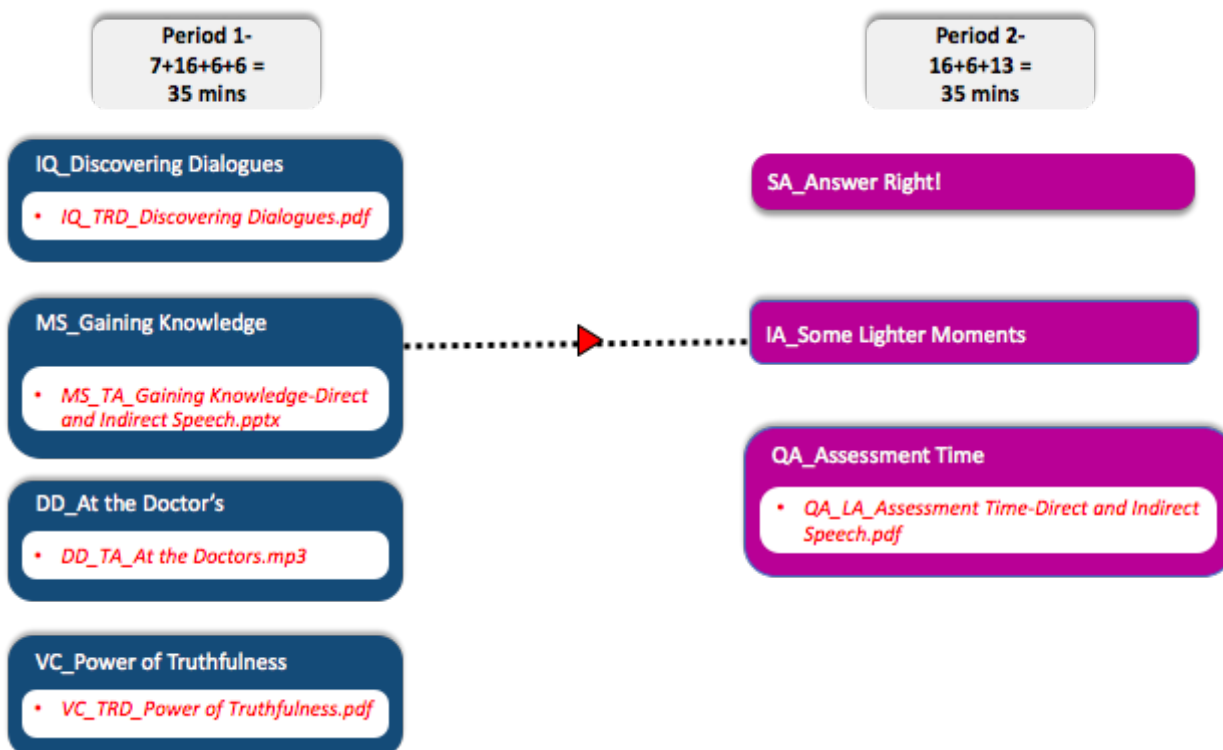 Period 1-
7+16+6+6 =
35 mins
IQ_Discovering Dialogues
• IQ_TRD_Discovering Dialogues.pdf
MS_Gaining Knowledge
• MS_TA_Gaining Knowledge-Direct
and Indirect Speech.pptx
DD_At the Doctor’s
• DD_TA_At the Doctors.mp3
VC_Power of Truthfulness
• VC_TRD_Power of Truthfulness.pdf
Period 2-
16+6+13 =
35 mins
SA_Answer Right!
IA_Some Lighter Moments
QA_Assessment Time
• QA_LA_Assessment Time-Direct and Indirect
Speech.pdf